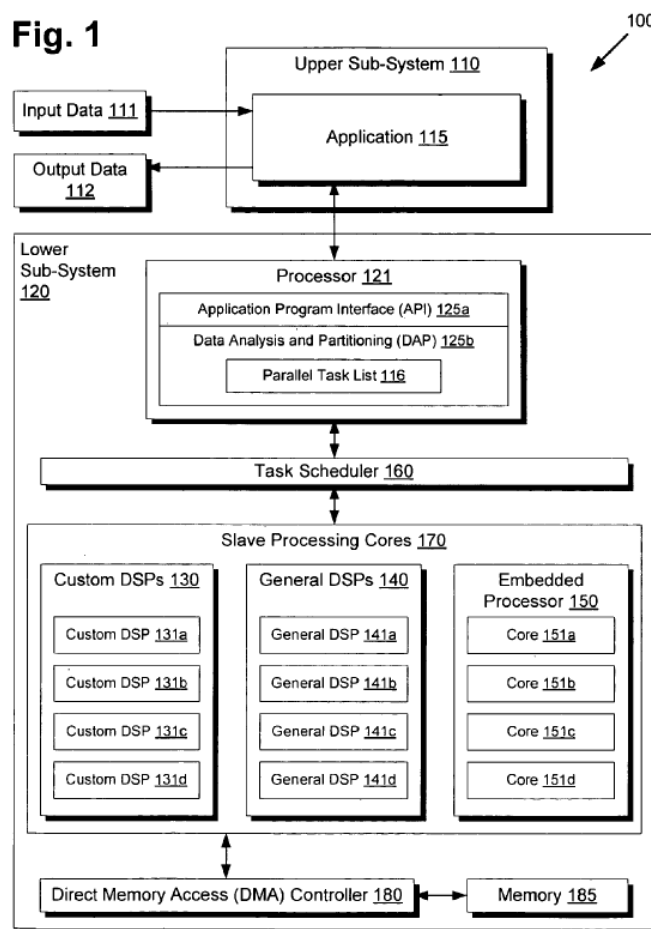 Fig. 1
100
Upper Sub-System 110
Input Data 111
Application 115
Output Data
112
Lower
Sub-System
120
Processor 121
Application Program Interface (API) 125a
Data Analysis and Partitioning (DAP) 125b
Parallel Task List 116
Task Scheduler 160
Slave Processing Cores 170
Custom DSPs 130
Custom DSP 131a
Custom DSP 131b
Custom DSP 131c
Custom DSP 131d
General DSPs 140
General DSP 141a
General DSP 141b
General DSP 141c
General DSP 141d
Embedded
Processor 150
Core 151a
Core 151b
Core 151c
Core 151d
Direct Memory Access (DMA) Controller 180
Memory 185